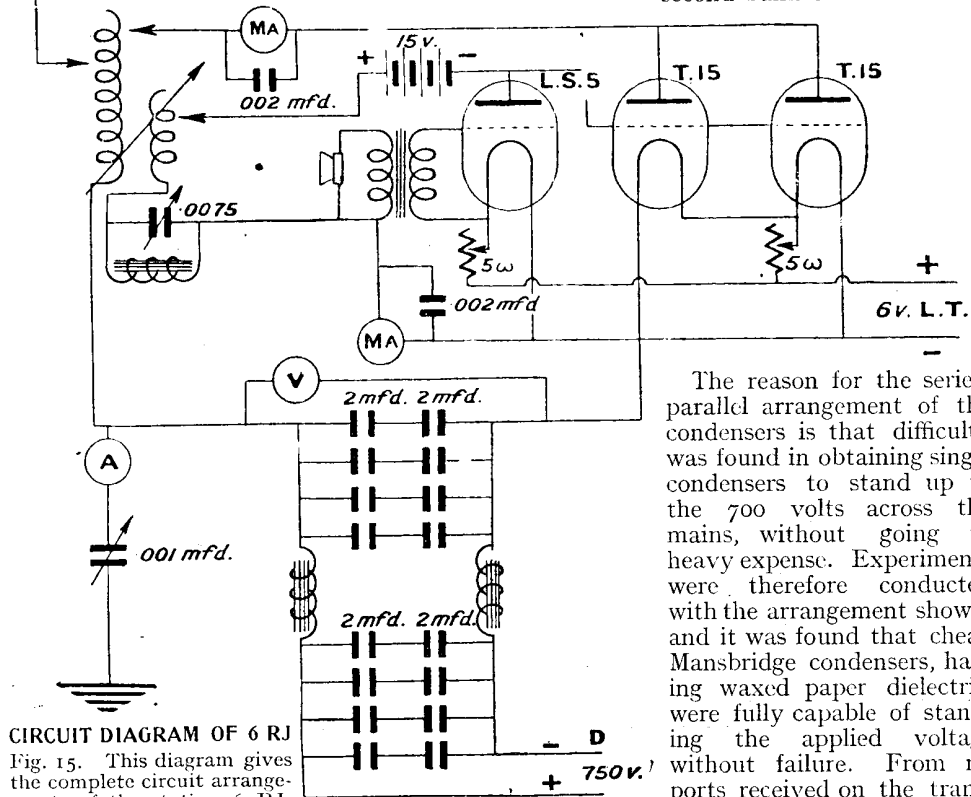 MA
15 v.
+
−
L.S.5
T.15
T.15
002 mfd.
.0075
5ω
5ω
+
6 v. L.T.
−
002 mfd
MA
V
2 mfd. 2 mfd.
A
.001 mfd.
2 mfd. 2 mfd.
− D
750 v.
+
CIRCUIT DIAGRAM OF 6 RJ
Fig. 15. This diagram gives
the complete circuit arrange-
The reason for the serie
parallel arrangement of th
condensers is that difficult
was found in obtaining sing
condensers to stand up
the 700 volts across th
mains, without going
heavy expense. Experimen
were therefore conducte
with the arrangement show
and it was found that chea
Mansbridge condensers, ha
ing waxed paper dielectri
were fully capable of stan
ing the applied volta
without failure. From r
ports received on the tran